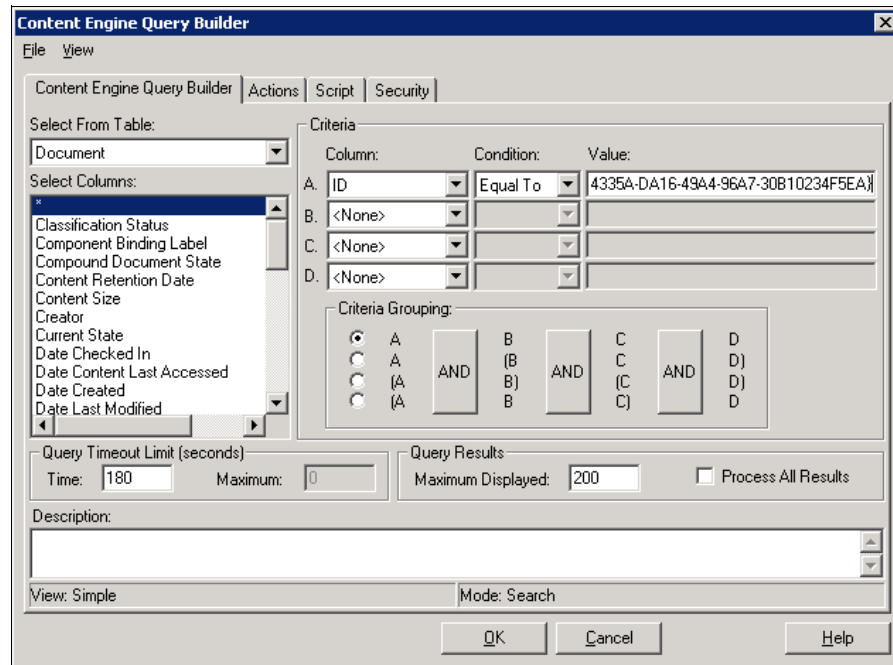 Content Engine Query Builder
File View
Content Engine Query Builder Actions Script Security
Select From Table:
Document
Select Columns:
*
Classification Status
Component Binding Label
Compound Document State
Content Retention Date
Content Size
Creator
Current State
Date Checked In
Date Content Last Accessed
Date Created
Date Last Modified
Criteria
Column: Condition: Value:
A. ID Equal To 4335A-DA16-49A4-96A7-30B10234F5EA}
B. <None>
C. <None>
D. <None>
Criteria Grouping:
A AND B AND C AND D
A (B C D)
(A B) (C D)
(A B C) D
Query Timeout Limit (seconds)
Time: 180 Maximum: 0
Query Results
Maximum Displayed: 200 Process All Results
Description:
View: Simple Mode: Search
OK Cancel Help